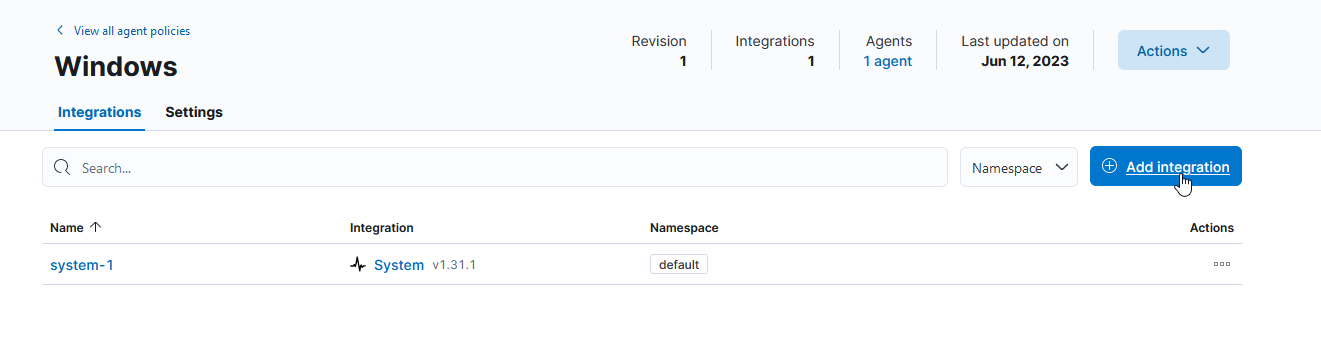 View all agent policies
Windows
Revision
1
Integrations
1
Agents
1 agent
Last updated on
Jun 12, 2023
Actions
Integrations Settings
Search...
Namespace
Add integration
Name Integration Namespace Actions
system-1 System v1.31.1 default